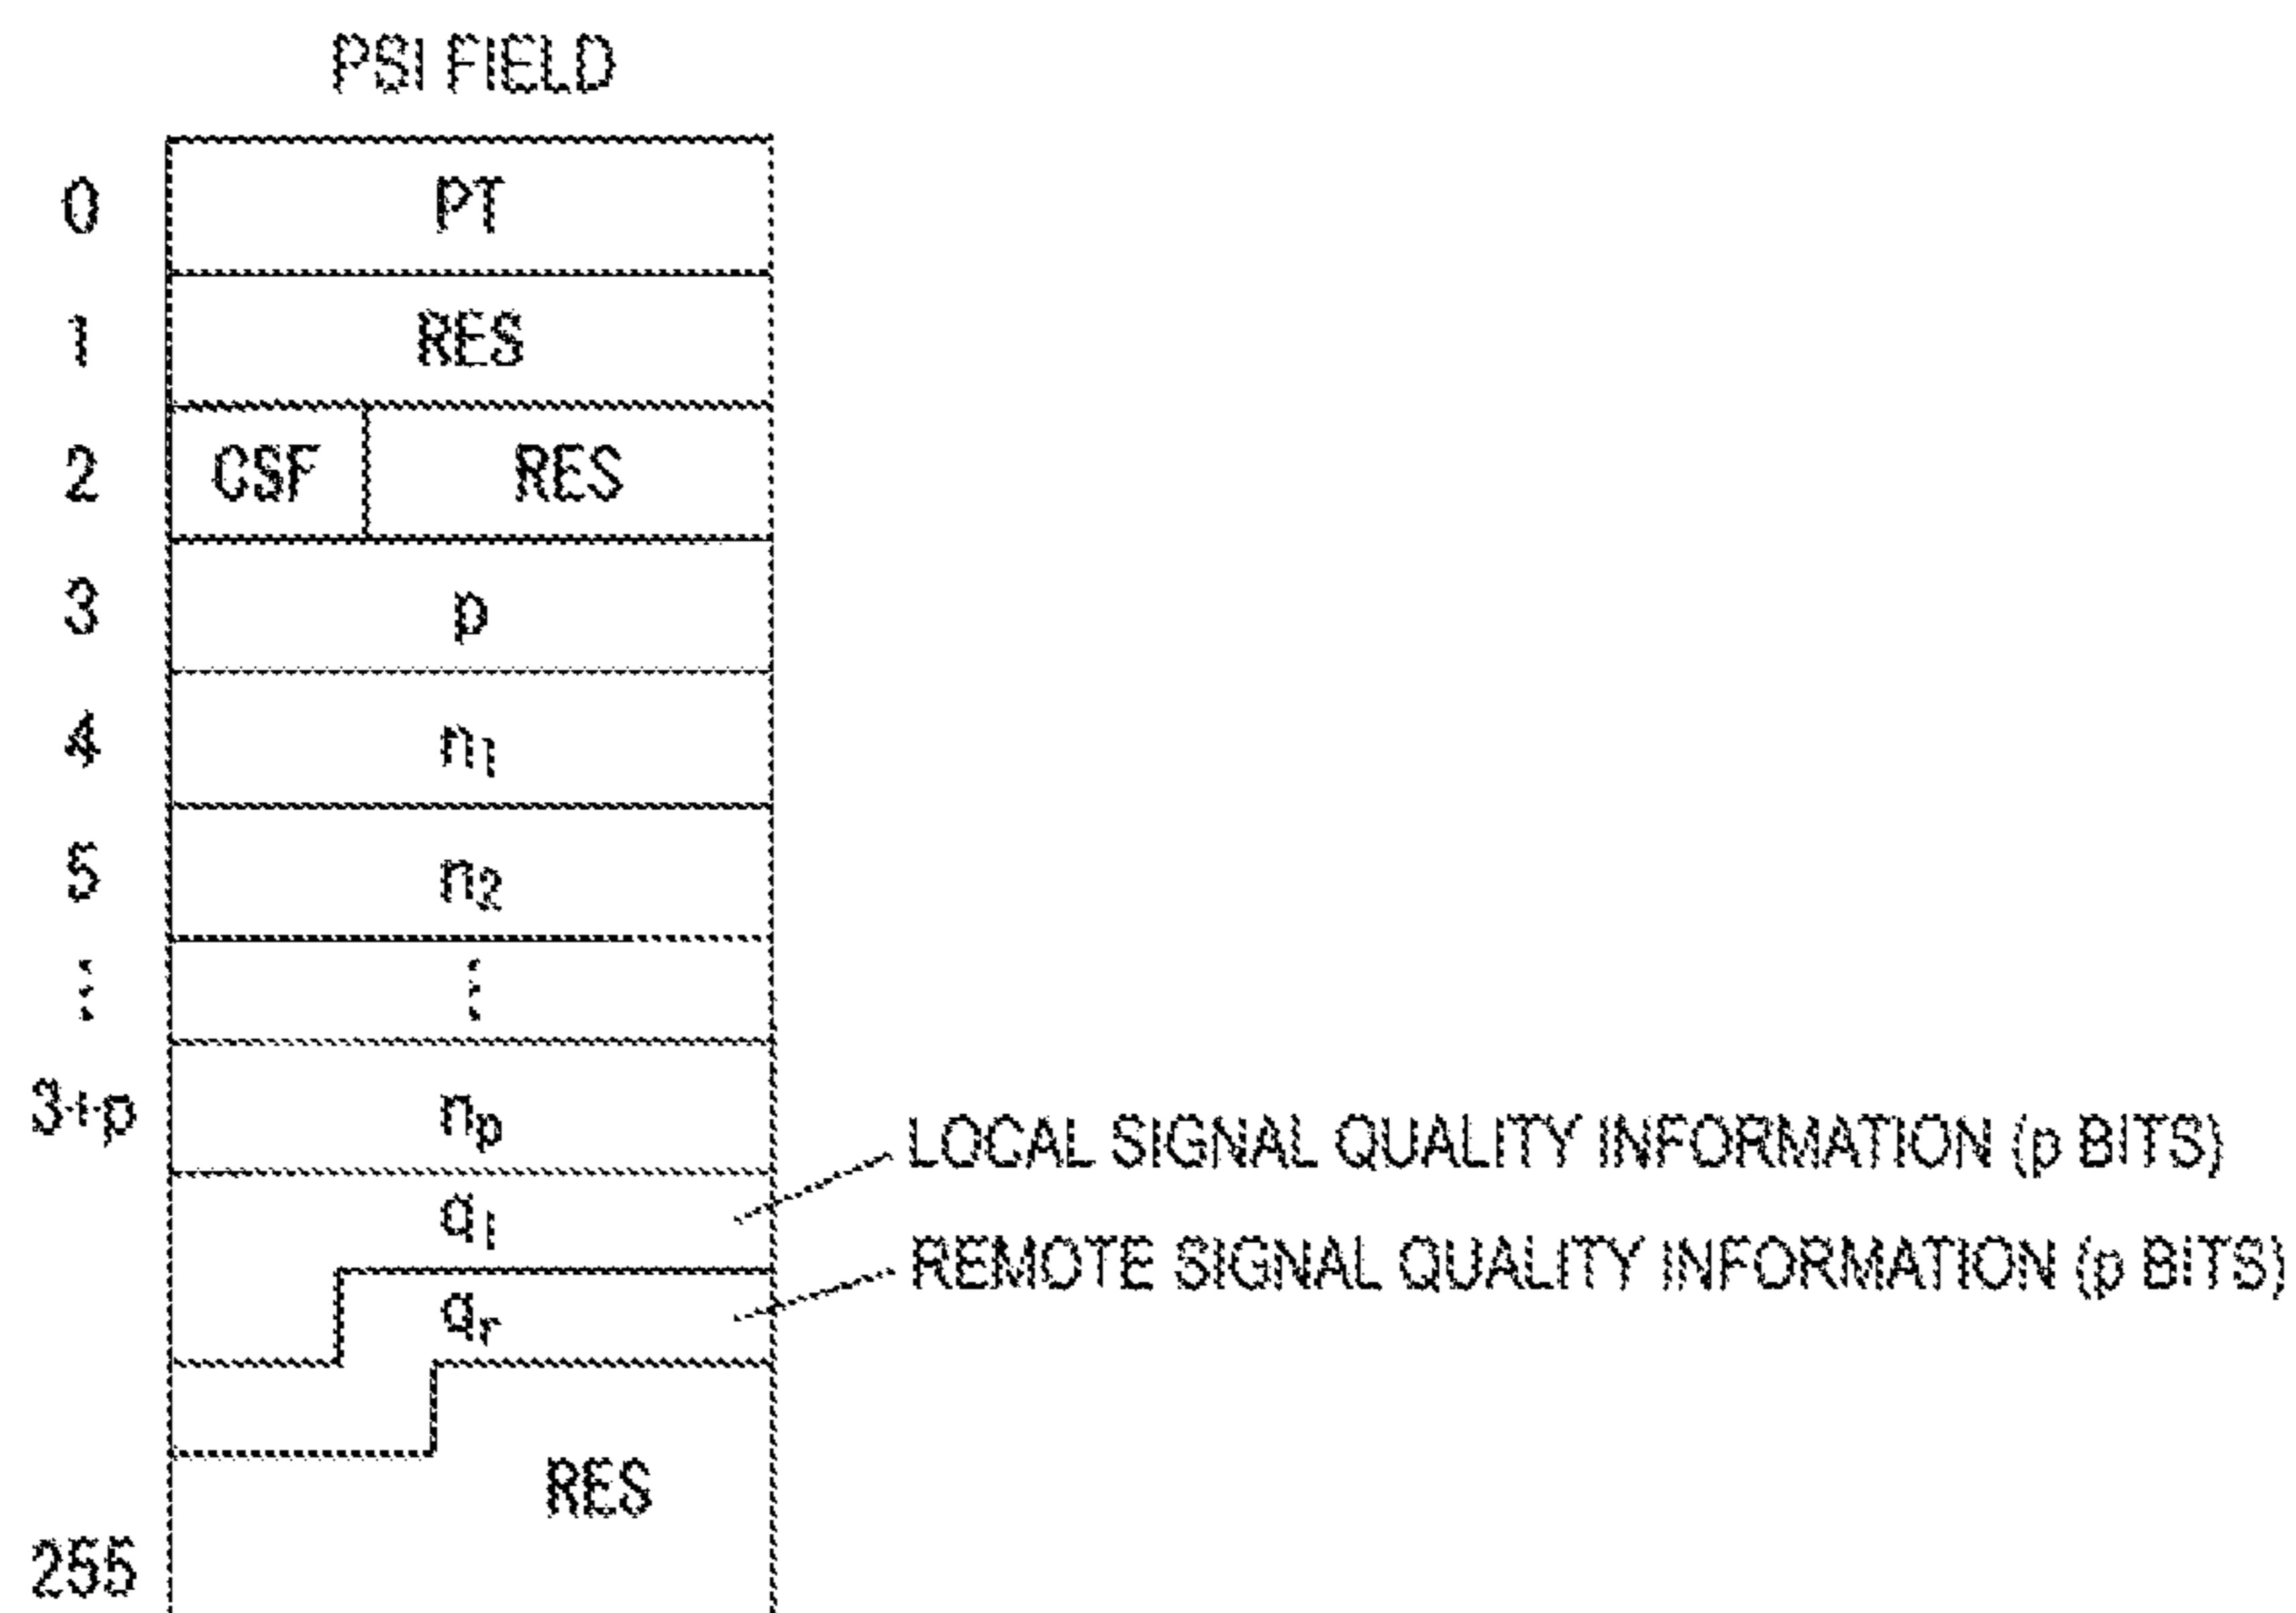 PSI FIELD
0 PT
1 RES
2 CSF RES
3 p
4 n1
5 n2
⋮ ⋮
3+p np
ql LOCAL SIGNAL QUALITY INFORMATION (p BITS)
qr REMOTE SIGNAL QUALITY INFORMATION (p BITS)
RES
255